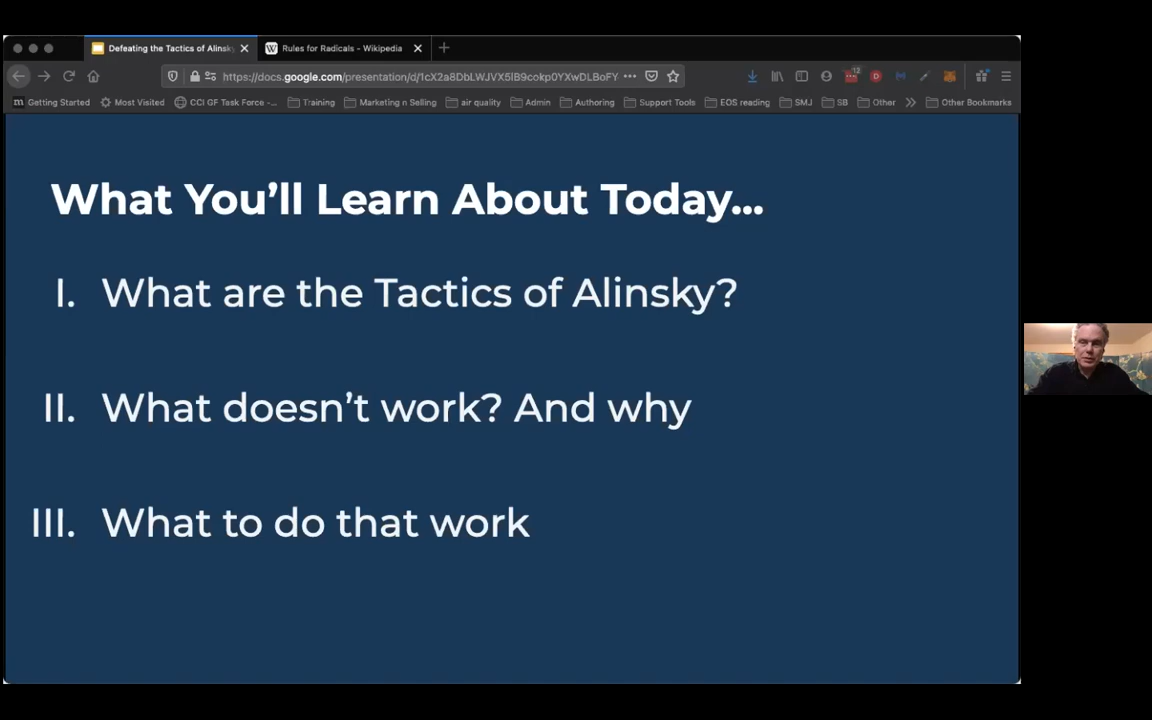 Defeating the Tactics of Alinsk
Rules for Radicals - Wikipedia
https://docs.google.com/presentation/d/1cX2a8DbLWJVX5lB9cokp0YXwDLBoFY
12
Getting Started
Most Visited
CCI GF Task Force -...
Training
Marketing n Selling
air quality
Admin
Authoring
Support Tools
EOS reading
SMJ
SB
Other
Other Bookmarks
What You’ll Learn About Today...
I. What are the Tactics of Alinsky?
II. What doesn’t work? And why
III. What to do that work